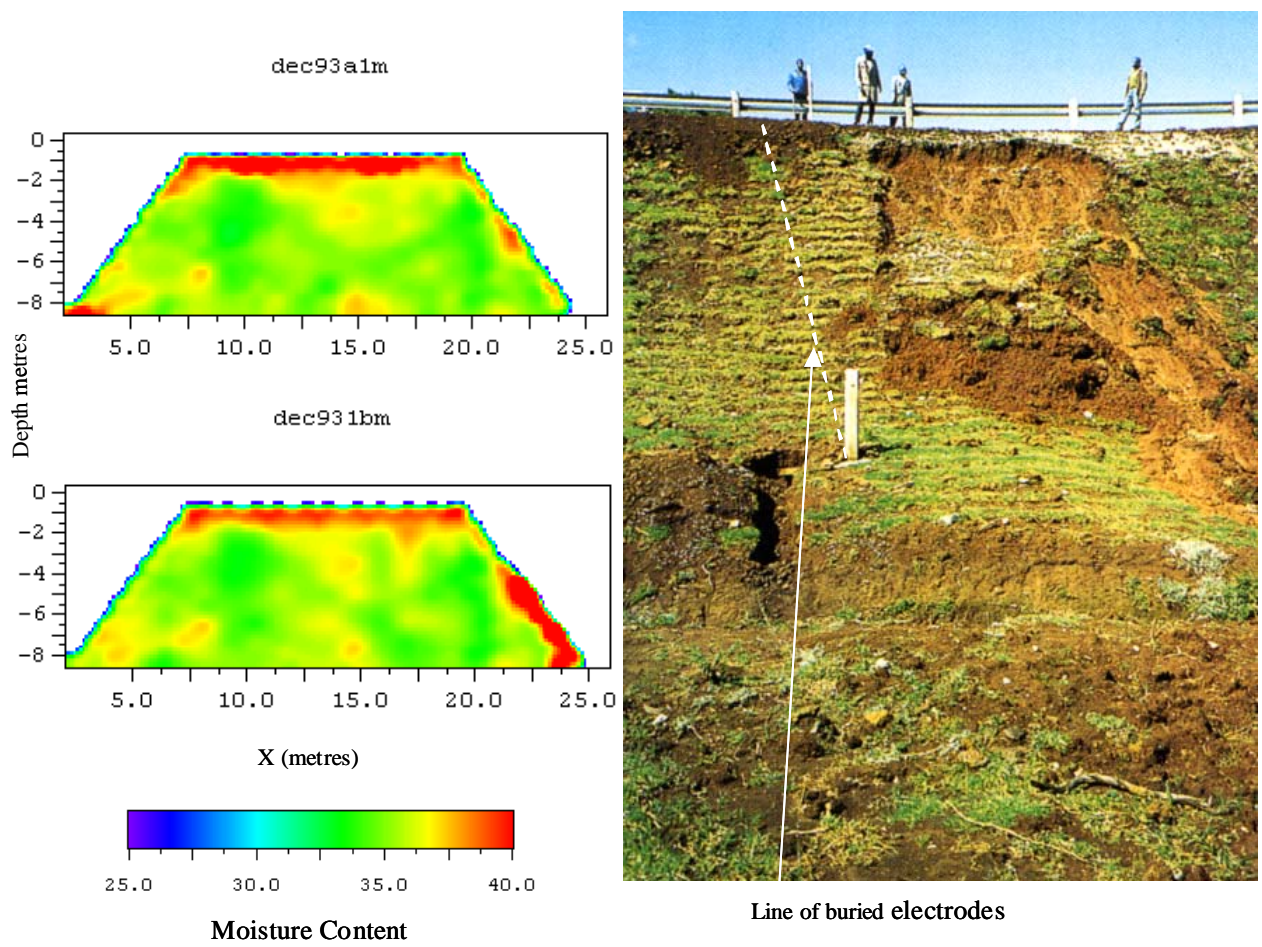 dec93a1m
0
-2
-4
-6
-8
5.0 10.0 15.0 20.0 25.0
Depth metres
dec931bm
0
-2
-4
-6
-8
5.0 10.0 15.0 20.0 25.0
X (metres)
25.0 30.0 35.0 40.0
Moisture Content
Line of buried electrodes